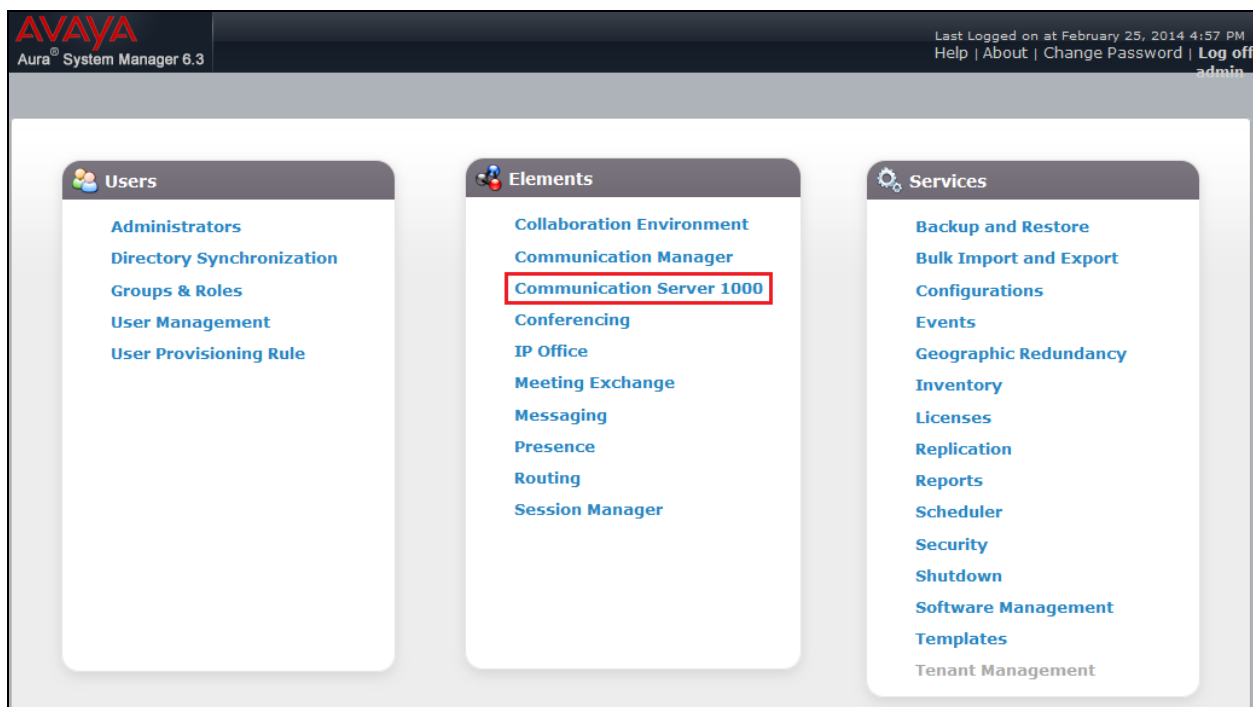 AVAYA
Aura® System Manager 6.3
Last Logged on at February 25, 2014 4:57 PM
Help | About | Change Password | Log off
admin
Users
Administrators
Directory Synchronization
Groups & Roles
User Management
User Provisioning Rule
Elements
Collaboration Environment
Communication Manager
Communication Server 1000
Conferencing
IP Office
Meeting Exchange
Messaging
Presence
Routing
Session Manager
Services
Backup and Restore
Bulk Import and Export
Configurations
Events
Geographic Redundancy
Inventory
Licenses
Replication
Reports
Scheduler
Security
Shutdown
Software Management
Templates
Tenant Management